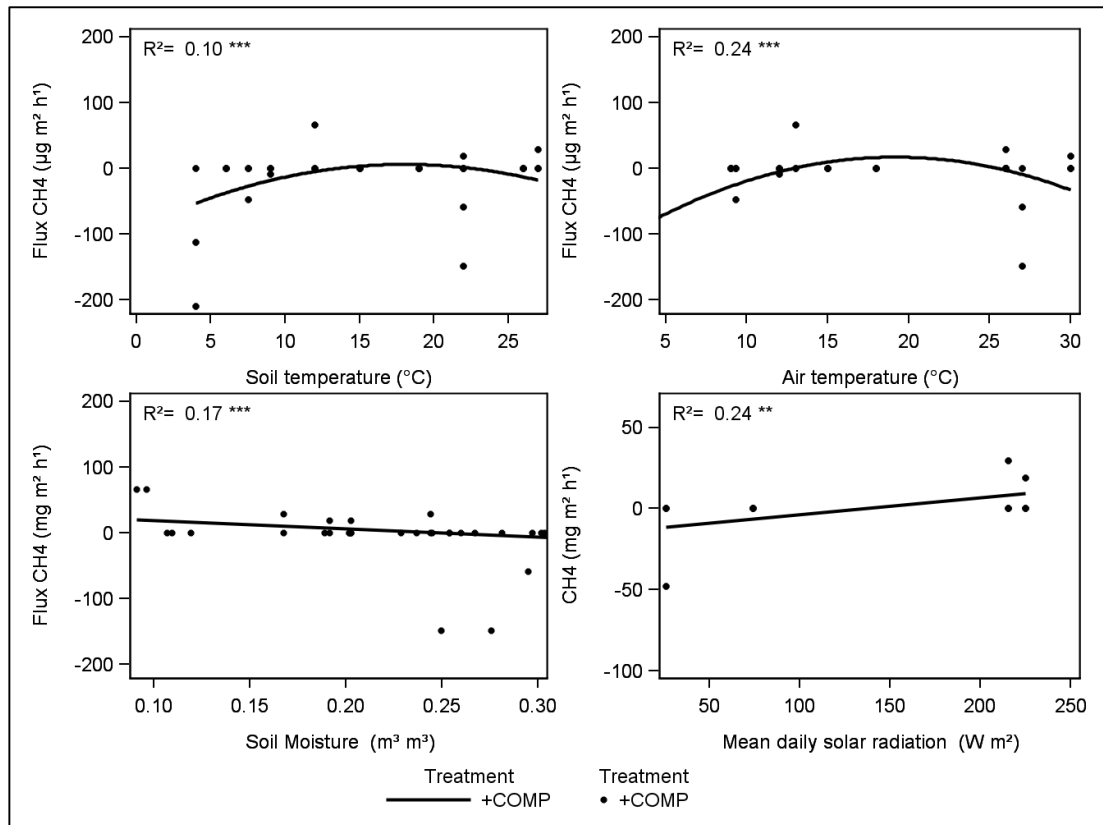 R²= 0.10 ***
Flux CH4 (µg m² h¹)
200
100
0
-100
-200
0 5 10 15 20 25
Soil temperature (°C)
R²= 0.24 ***
Flux CH4 (µg m² h¹)
200
100
0
-100
-200
5 10 15 20 25 30
Air temperature (°C)
R²= 0.17 ***
Flux CH4 (mg m² h¹)
200
100
0
-100
-200
0.10 0.15 0.20 0.25 0.30
Soil Moisture (m³ m³)
R²= 0.24 **
CH4 (mg m² h¹)
50
0
-50
-100
50 100 150 200 250
Mean daily solar radiation (W m²)
Treatment Treatment
+COMP +COMP